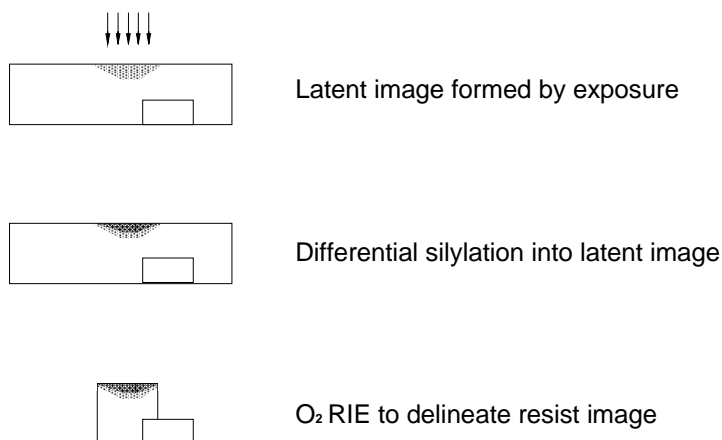 Latent image formed by exposure
Differential silylation into latent image
O₂ RIE to delineate resist image